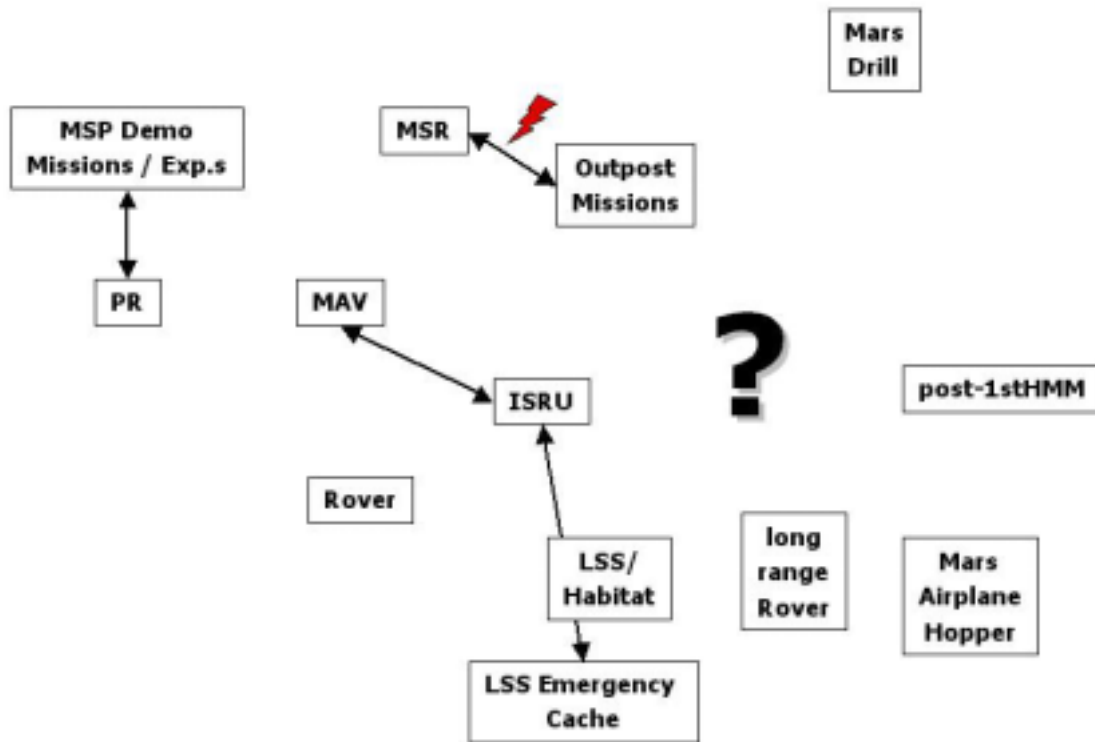 Mars
Drill
MSP Demo
Missions / Exp.s
MSR
Outpost
Missions
PR
MAV
?
ISRU
post-1stHMM
Rover
LSS/
Habitat
long
range
Rover
Mars
Airplane
Hopper
LSS Emergency
Cache